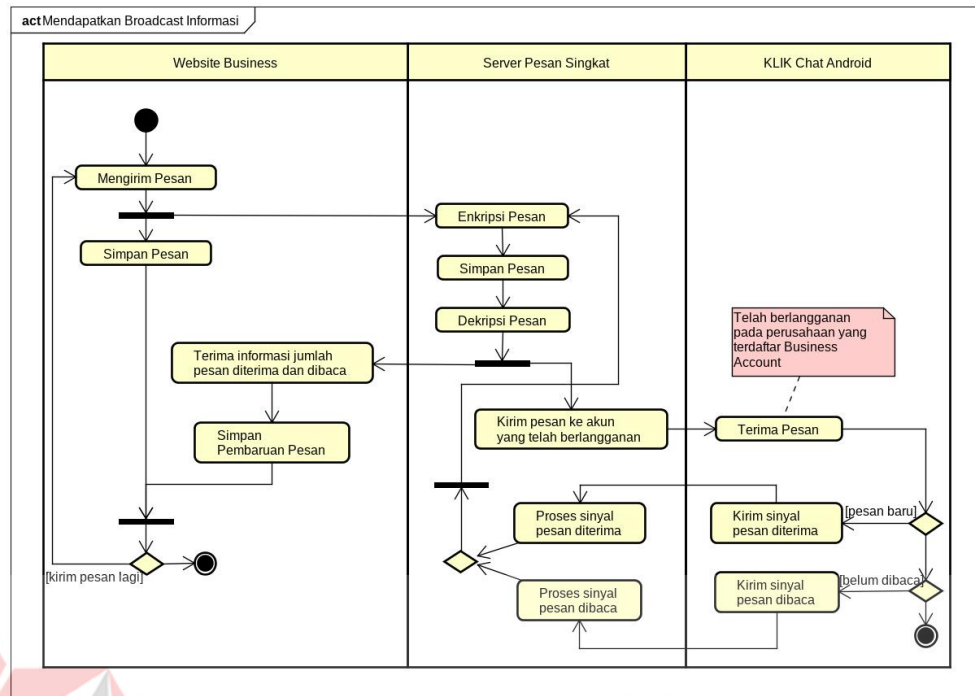 act Mendapatkan Broadcast Informasi
Website Business
Server Pesan Singkat
KLIK Chat Android
Mengirim Pesan
Enkripsi Pesan
Simpan Pesan
Simpan Pesan
Dekripsi Pesan
Telah berlangganan
pada perusahaan yang
terdaftar Business
Account
Terima informasi jumlah
pesan diterima dan dibaca
Kirim pesan ke akun
yang telah berlangganan
Terima Pesan
Simpan
Pembaruan Pesan
Proses sinyal
pesan diterima
Kirim sinyal
pesan diterima
[pesan baru]
[kirim pesan lagi]
Proses sinyal
pesan dibaca
Kirim sinyal
pesan dibaca
[belum dibaca]